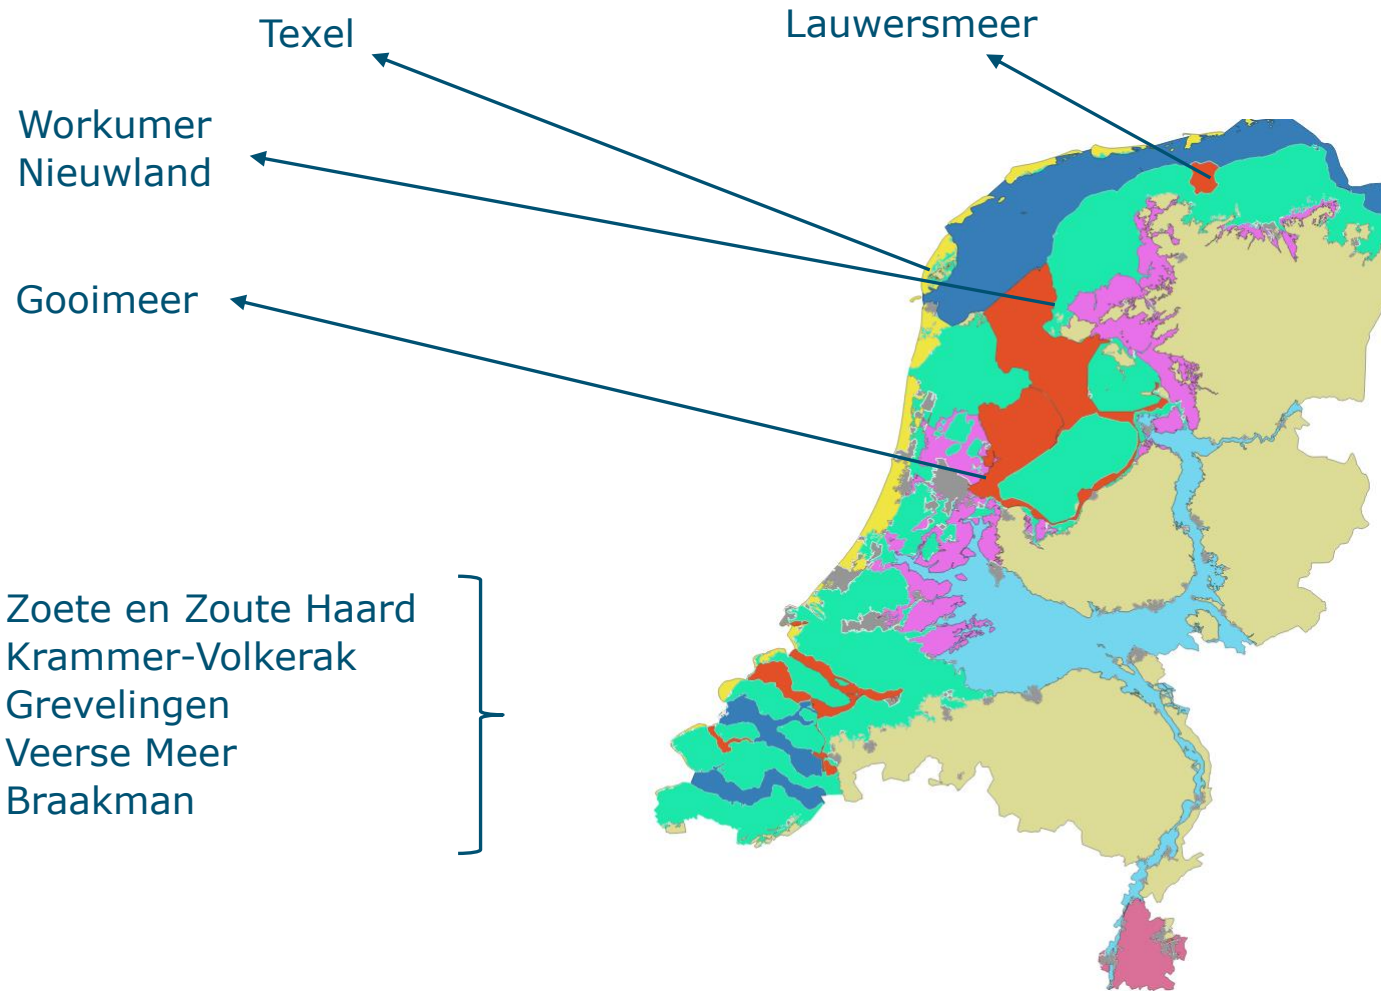 Texel
Lauwersmeer
Workumer
Nieuwland
Gooimeer
Zoete en Zoute Haard
Krammer-Volkerak
Grevelingen
Veerse Meer
Braakman